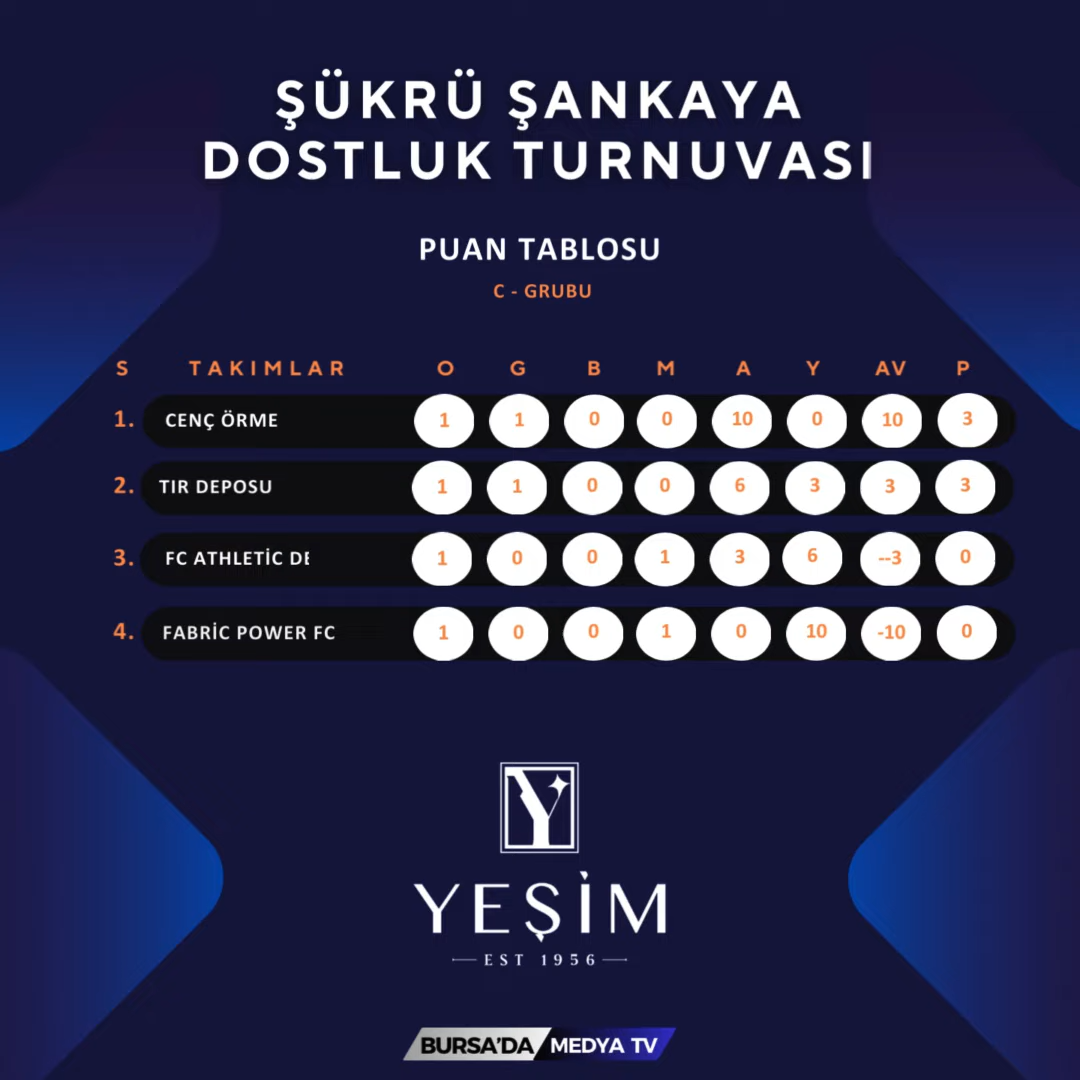 ŞÜKRÜ ŞANKAYA
DOSTLUK TURNUVASI
PUAN TABLOSU
C - GRUBU
S TAKIMLAR O G B M A Y AV P
1. CENÇ ÖRME 1 1 0 0 10 0 10 3
2. TIR DEPOSU 1 1 0 0 6 3 3 3
3. FC ATHLETİC 1 0 0 1 3 6 --3 0
4. FABRİC POWER FC 1 0 0 1 0 10 -10 0
Y
YEŞİM
EST 1956
BURSA'DA MEDYA TV